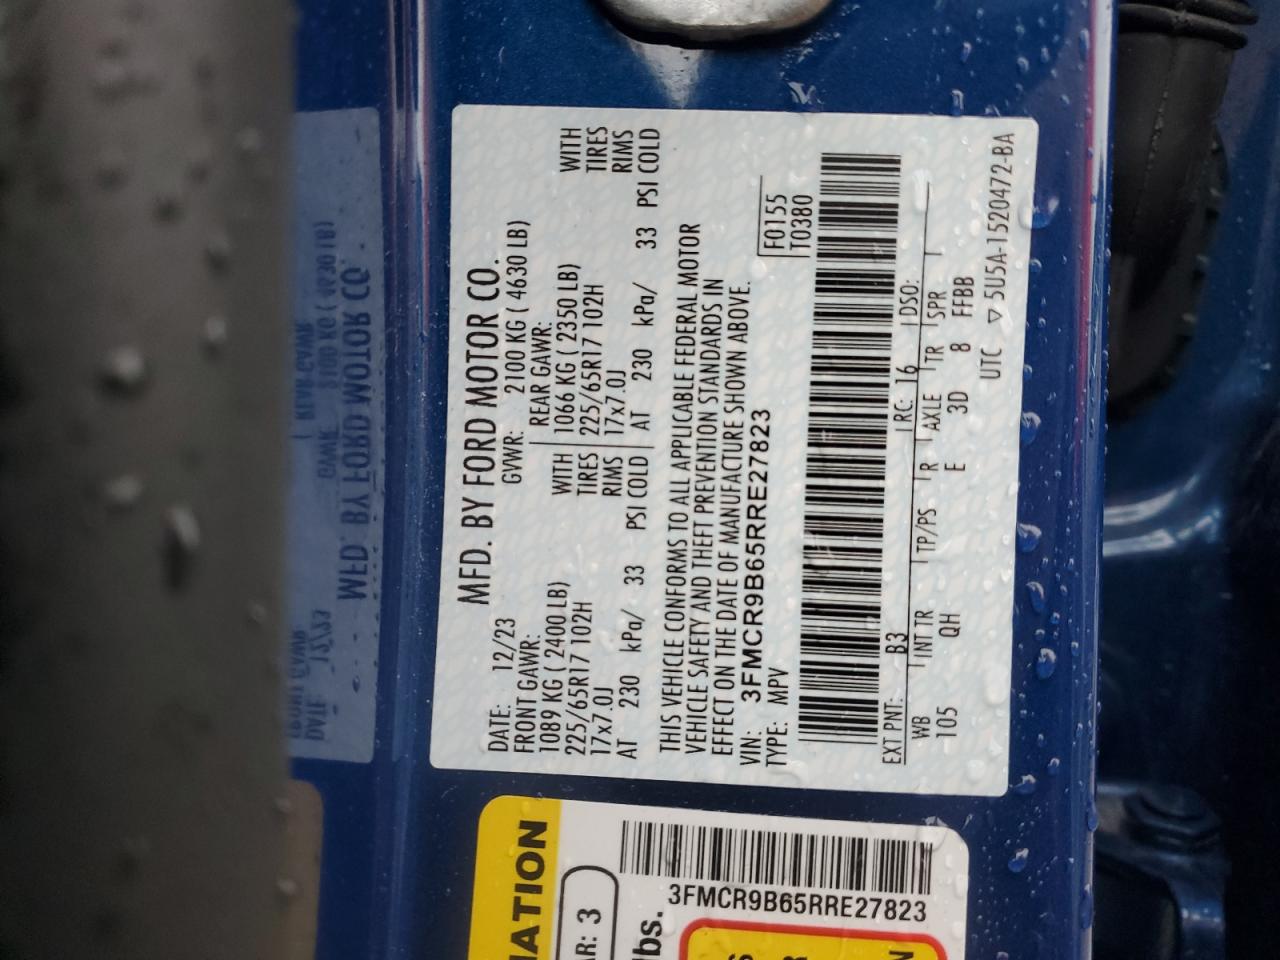 MFD. BY FORD MOTOR CO.
DATE: 12/23 GVWR: 2100 KG ( 4630 LB)
FRONT GAWR: REAR GAWR:
1089 KG ( 2400 LB) WITH 1066 KG ( 2350 LB) WITH
225/65R17 102H TIRES 225/65R17 102H TIRES
17x7.0J RIMS 17x7.0J RIMS
AT 230 kPa/ 33 PSI COLD AT 230 kPa/ 33 PSI COLD
THIS VEHICLE CONFORMS TO ALL APPLICABLE FEDERAL MOTOR
VEHICLE SAFETY AND THEFT PREVENTION STANDARDS IN
EFFECT ON THE DATE OF MANUFACTURE SHOWN ABOVE.
VIN: 3FMCR9B65RRE27823
TYPE: MPV
F0155
T0380
EXT PNT: B3 RC: 16 DSO:
WB INT TR TP/PS R AXLE TR SPR
105 QH E 3D 8 FFBB
UTC ▽ 5U5A-1520472-BA
MATION
AR: 3
3FMCR9B65RRE27823
lbs.